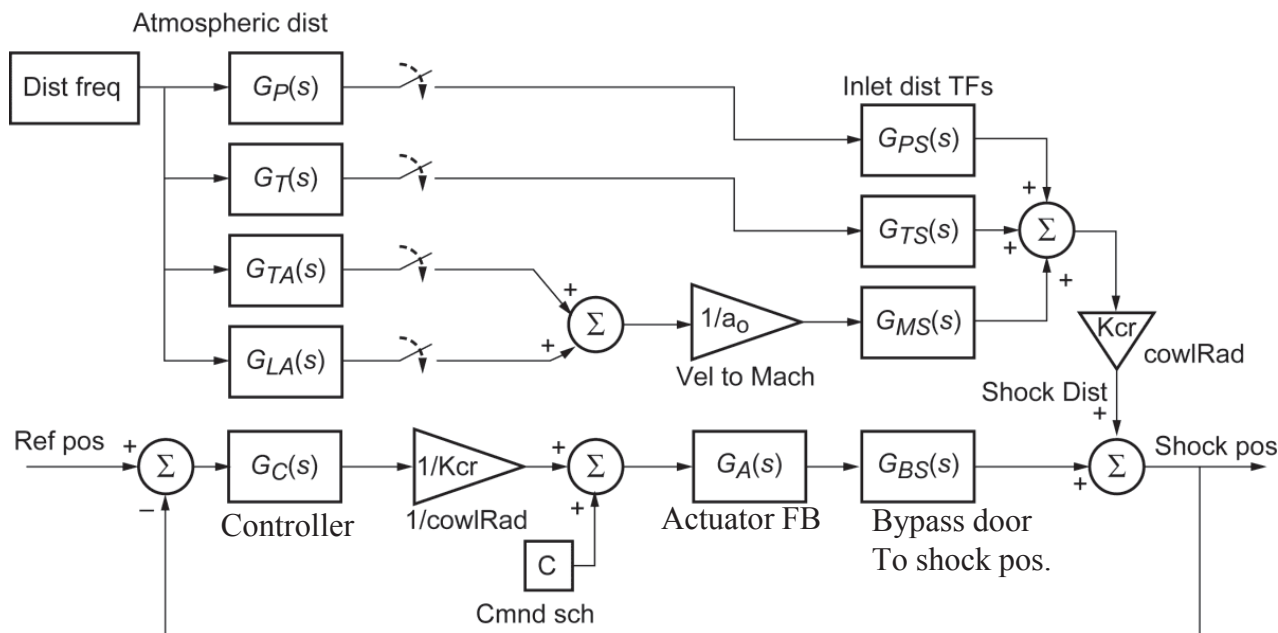 Atmospheric dist
Dist freq
G_P(s)
Inlet dist TFs
G_PS(s)
+
G_T(s)
G_TS(s)
+
Σ
+
G_TA(s)
+
Σ
+
1/a_o
Vel to Mach
G_MS(s)
Kcr
cowlRad
G_LA(s)
Shock Dist
+
Ref pos
+
Σ
−
G_C(s)
Controller
1/Kcr
1/cowlRad
+
Σ
+
C
Cmnd sch
G_A(s)
Actuator FB
G_BS(s)
Bypass door
To shock pos.
+
Σ
Shock pos